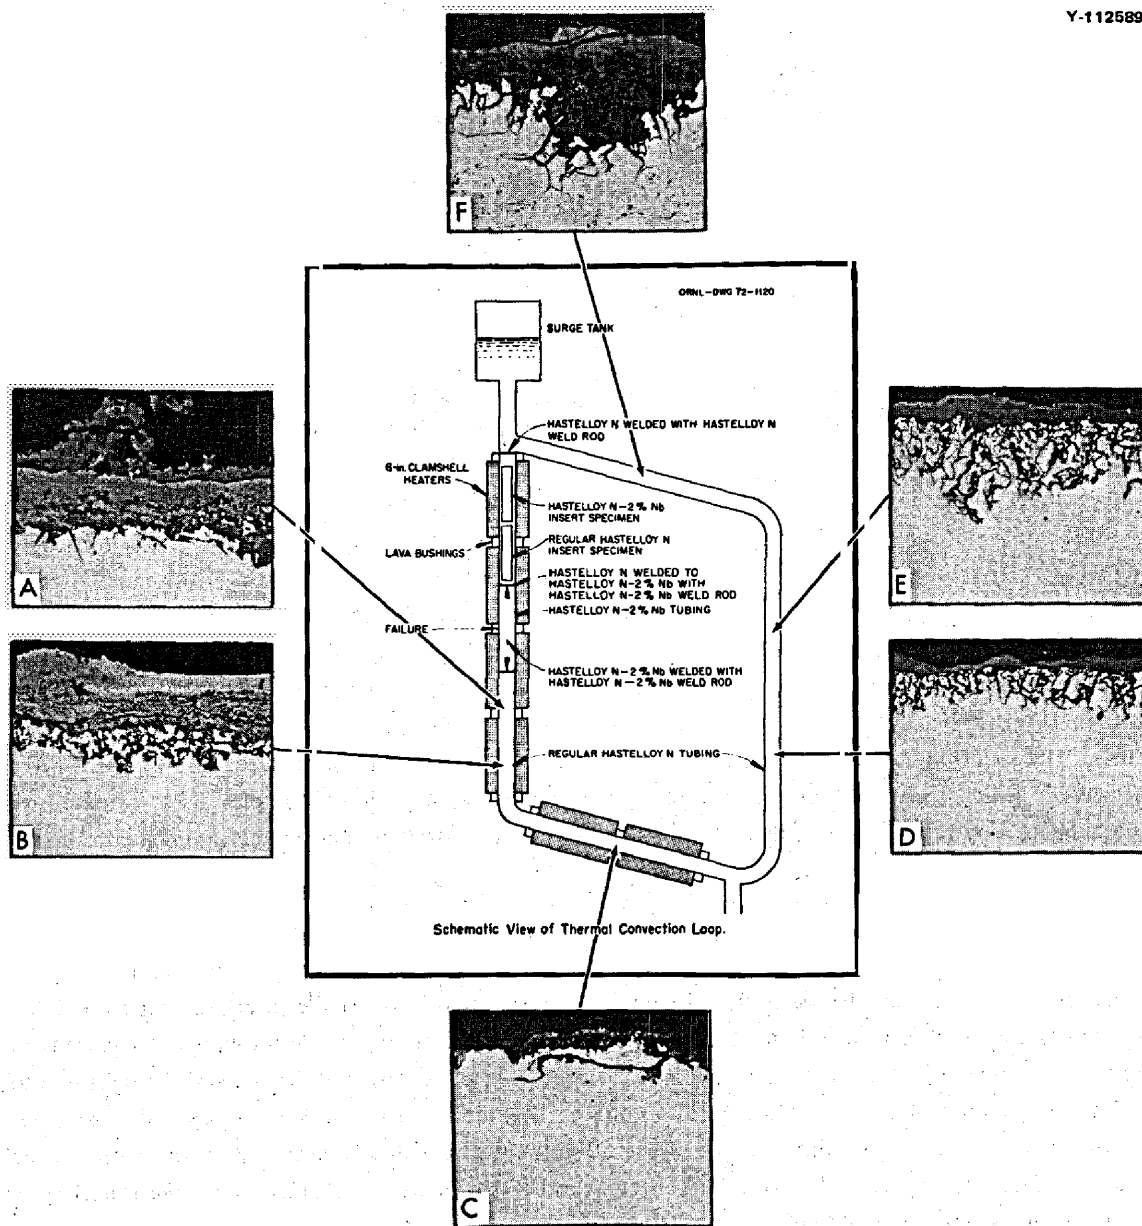 Y-112589
F
ORNL-DWG 72-1120
SURGE TANK
HASTELLOY N WELDED WITH HASTELLOY N
WELD ROD
6-in. CLAMSHELL
HEATERS
HASTELLOY N-2% Nb
INSERT SPECIMEN
REGULAR HASTELLOY N
INSERT SPECIMEN
LAVA BUSHINGS
HASTELLOY N WELDED TO
HASTELLOY N-2% Nb WITH
HASTELLOY N-2% Nb WELD ROD
HASTELLOY N-2% Nb TUBING
FAILURE
HASTELLOY N-2% Nb WELDED WITH
HASTELLOY N-2% Nb WELD ROD
REGULAR HASTELLOY N TUBING
A
B
E
D
Schematic View of Thermal Convection Loop.
C